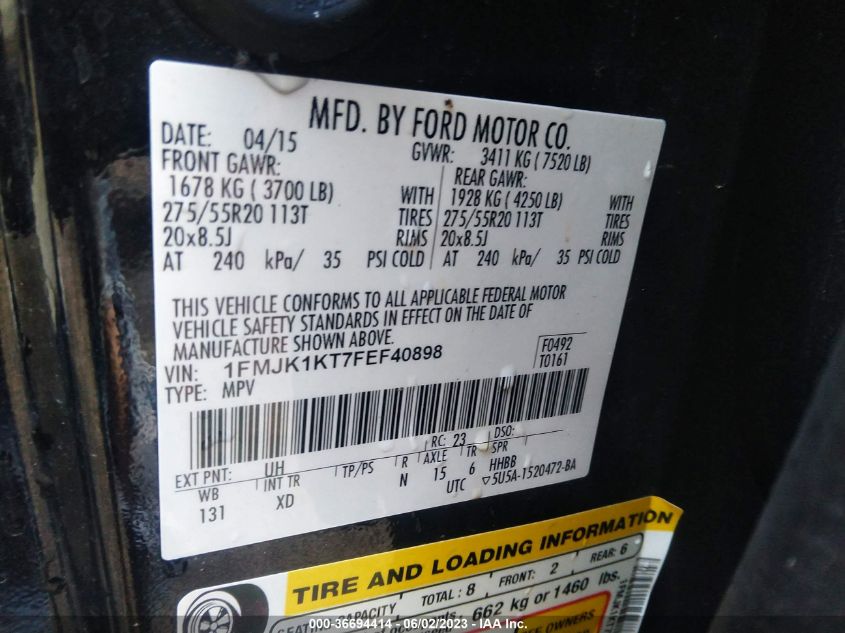 MFD. BY FORD MOTOR CO.
DATE: 04/15 GVWR: 3411 KG ( 7520 LB)
FRONT GAWR: REAR GAWR:
1678 KG ( 3700 LB) WITH 1928 KG ( 4250 LB) WITH
275/55R20 113T TIRES 275/55R20 113T TIRES
20x8.5J RIMS 20x8.5J RIMS
AT 240 kPa/ 35 PSI COLD AT 240 kPa/ 35 PSI COLD
THIS VEHICLE CONFORMS TO ALL APPLICABLE FEDERAL MOTOR
VEHICLE SAFETY STANDARDS IN EFFECT ON THE DATE OF
MANUFACTURE SHOWN ABOVE.
VIN: 1FMJK1KT7FEF40898 F0492
TYPE: MPV T0161
RC: 23 DSO:
EXT PNT: UH TP/PS R AXLE TR SPR
WB INT TR N 15 6 HHBB
131 XD UTC ▽5U5A-1520472-BA
TIRE AND LOADING INFORMATION
SEATING CAPACITY TOTAL : 8 FRONT: 2 REAR: 6
662 kg or 1460 lbs.
SEE OWNERS
000-36694414 - 06/02/2023 - IAA Inc.